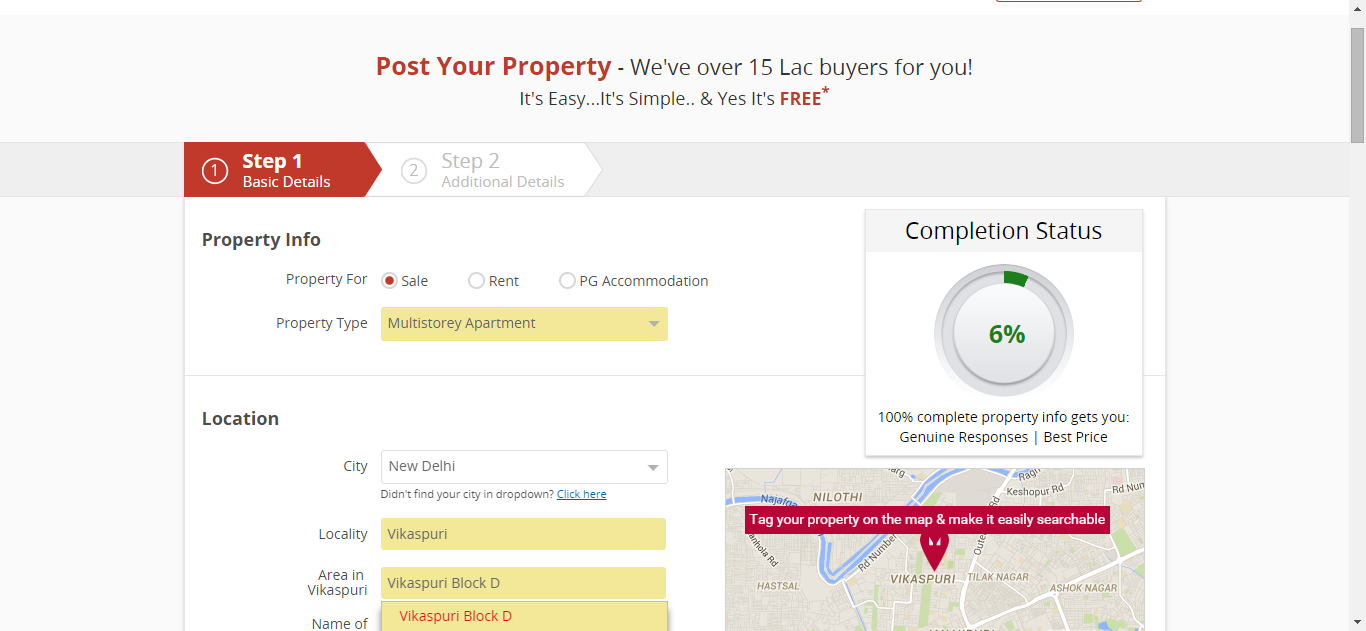 Post Your Property - We've over 15 Lac buyers for you!
It's Easy...It's Simple.. & Yes It's FREE*
1 Step 1
Basic Details
2 Step 2
Additional Details
Property Info
Property For Sale Rent PG Accommodation
Property Type Multistorey Apartment
Completion Status
6%
100% complete property info gets you:
Genuine Responses | Best Price
Location
City New Delhi
Didn't find your city in dropdown? Click here
Locality Vikaspuri
Area in
Vikaspuri
Vikaspuri Block D
Vikaspuri Block D
Name of
Najafga
NILOTHI
Keshopur Rd
Rd Nun
Tag your property on the map & make it easily searchable
Rd Number
Oute
VIKASPURI
TILAK NAGAR
HASTSAL
ASHOK NAGAR